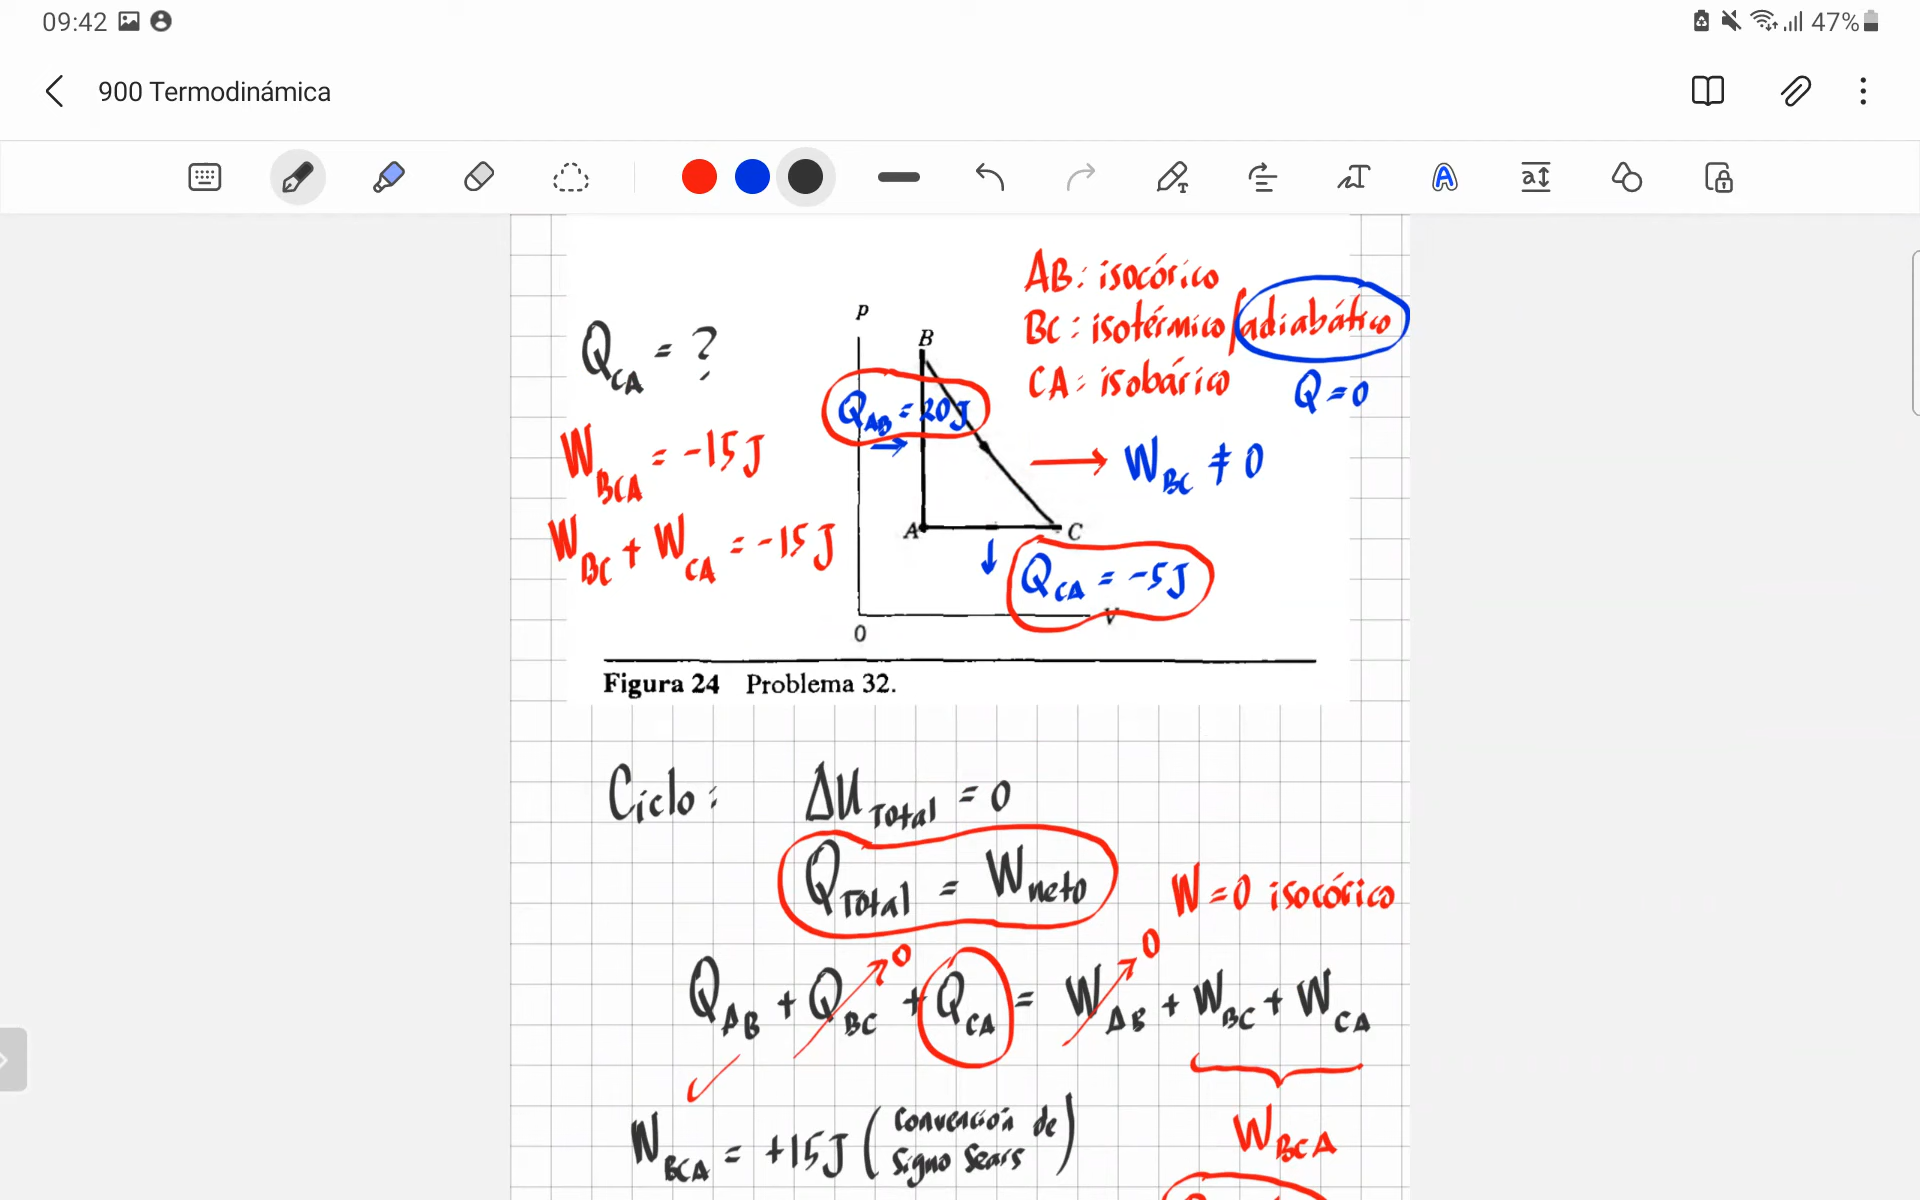 09:42
47%
900 Termodinámica
Q_CA = ?
W_BCA = -15J
W_BC + W_CA = -15J
AB: isocórico
BC: isotérmico/adiabático
CA: isobárico
Q=0
P
B
Q_AB = 20J
→ W_BC ≠ 0
A
C
Q_CA = -5J
V
0
Figura 24 Problema 32.
Ciclo: ΔU_Total = 0
Q_Total = W_neto
W=0 isocórico
0 0
Q_AB + Q_BC + Q_CA = W_AB + W_BC + W_CA
W_BCA = +15J (Convención de Signo Sears)
W_BCA